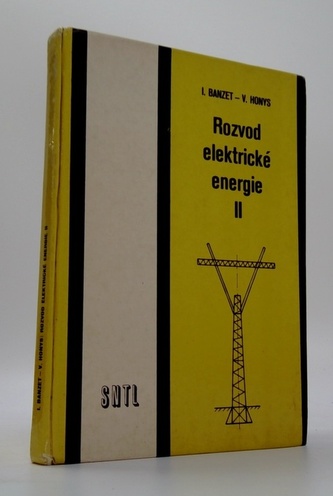 I. BANZET – V. HONYS
Rozvod
elektrické
energie
II
SNTL
I. BANZET – V. HONYS: ROZVOD ELEKTRICKÉ ENERGIE II